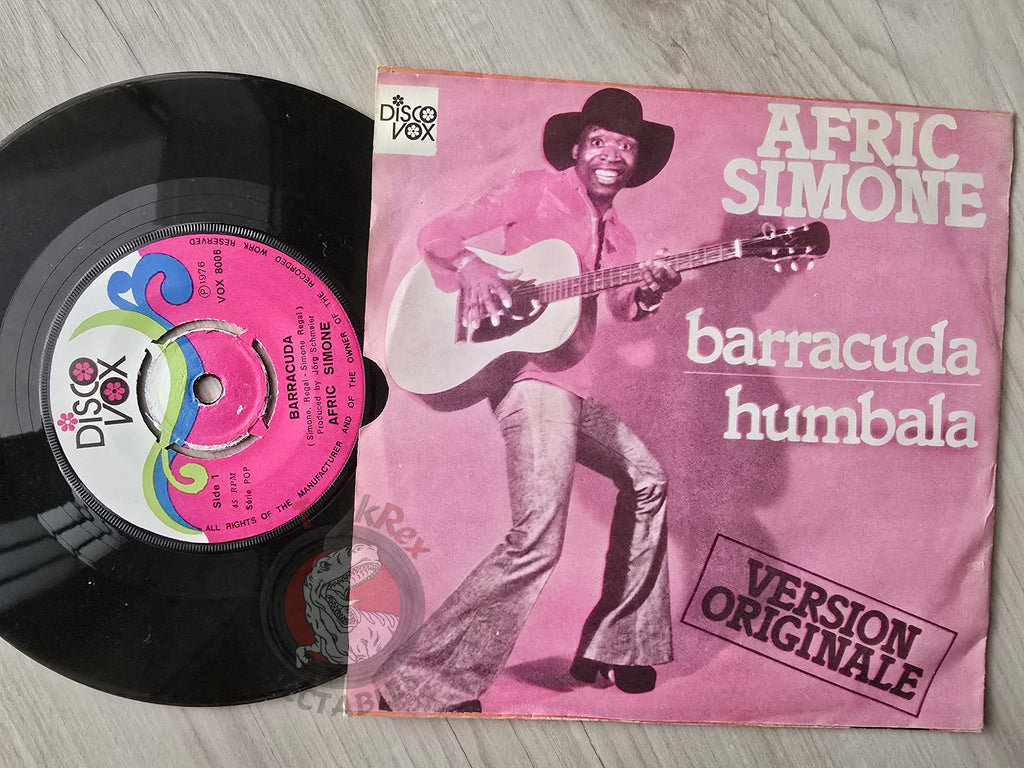 DISCO
VOX
AFRIC
SIMONE
barracuda
humbala
VERSION
ORIGINALE
DISCO
VOX
℗1976
VOX 8006
BARRACUDA
(Simone, Regal - Simone Regal)
Produced by Jörg Schmeier
AFRIC SIMONE
Side 1
45 RPM
Série POP
ALL RIGHTS OF THE MANUFACTURER AND OF THE OWNER OF THE RECORDED WORK RESERVED